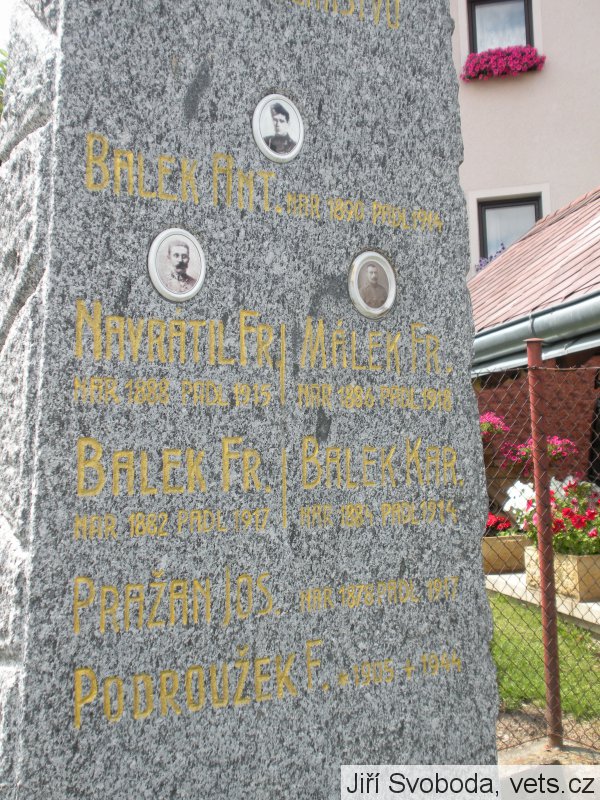 BALEK ANT. NAR 1890 PADL 1914
NAVRÁTIL FR. MÁLEK FR.
NAR 1888 PADL 1915 NAR 1886 PADL 1918
BALEK FR. BALEK KAR.
NAR 1882 PADL 1917 NAR 1884 PADL 1914
PRAŽAN JOS. NAR 1878 PADL 1917
PODROUŽEK F. *1905 + 1944
Jiří Svoboda, vets.cz